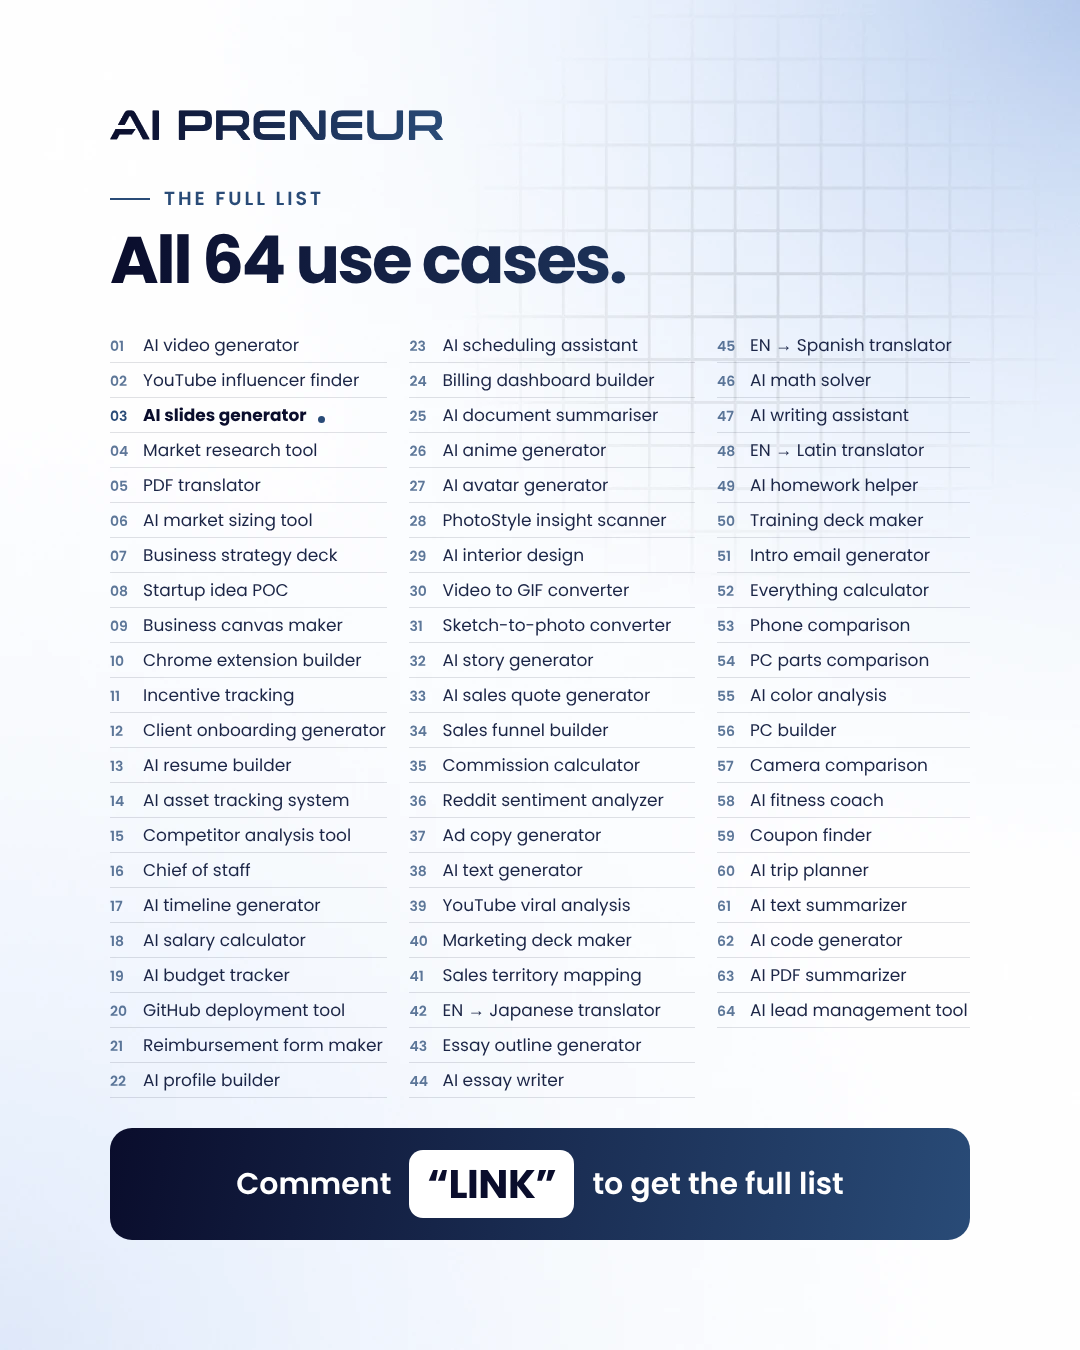 AI PRENEUR
THE FULL LIST
All 64 use cases.
01 AI video generator
02 YouTube influencer finder
03 AI slides generator
04 Market research tool
05 PDF translator
06 AI market sizing tool
07 Business strategy deck
08 Startup idea POC
09 Business canvas maker
10 Chrome extension builder
11 Incentive tracking
12 Client onboarding generator
13 AI resume builder
14 AI asset tracking system
15 Competitor analysis tool
16 Chief of staff
17 AI timeline generator
18 AI salary calculator
19 AI budget tracker
20 GitHub deployment tool
21 Reimbursement form maker
22 AI profile builder
23 AI scheduling assistant
24 Billing dashboard builder
25 AI document summariser
26 AI anime generator
27 AI avatar generator
28 PhotoStyle insight scanner
29 AI interior design
30 Video to GIF converter
31 Sketch-to-photo converter
32 AI story generator
33 AI sales quote generator
34 Sales funnel builder
35 Commission calculator
36 Reddit sentiment analyzer
37 Ad copy generator
38 AI text generator
39 YouTube viral analysis
40 Marketing deck maker
41 Sales territory mapping
42 EN → Japanese translator
43 Essay outline generator
44 AI essay writer
45 EN → Spanish translator
46 AI math solver
47 AI writing assistant
48 EN → Latin translator
49 AI homework helper
50 Training deck maker
51 Intro email generator
52 Everything calculator
53 Phone comparison
54 PC parts comparison
55 AI color analysis
56 PC builder
57 Camera comparison
58 AI fitness coach
59 Coupon finder
60 AI trip planner
61 AI text summarizer
62 AI code generator
63 AI PDF summarizer
64 AI lead management tool
Comment “LINK” to get the full list